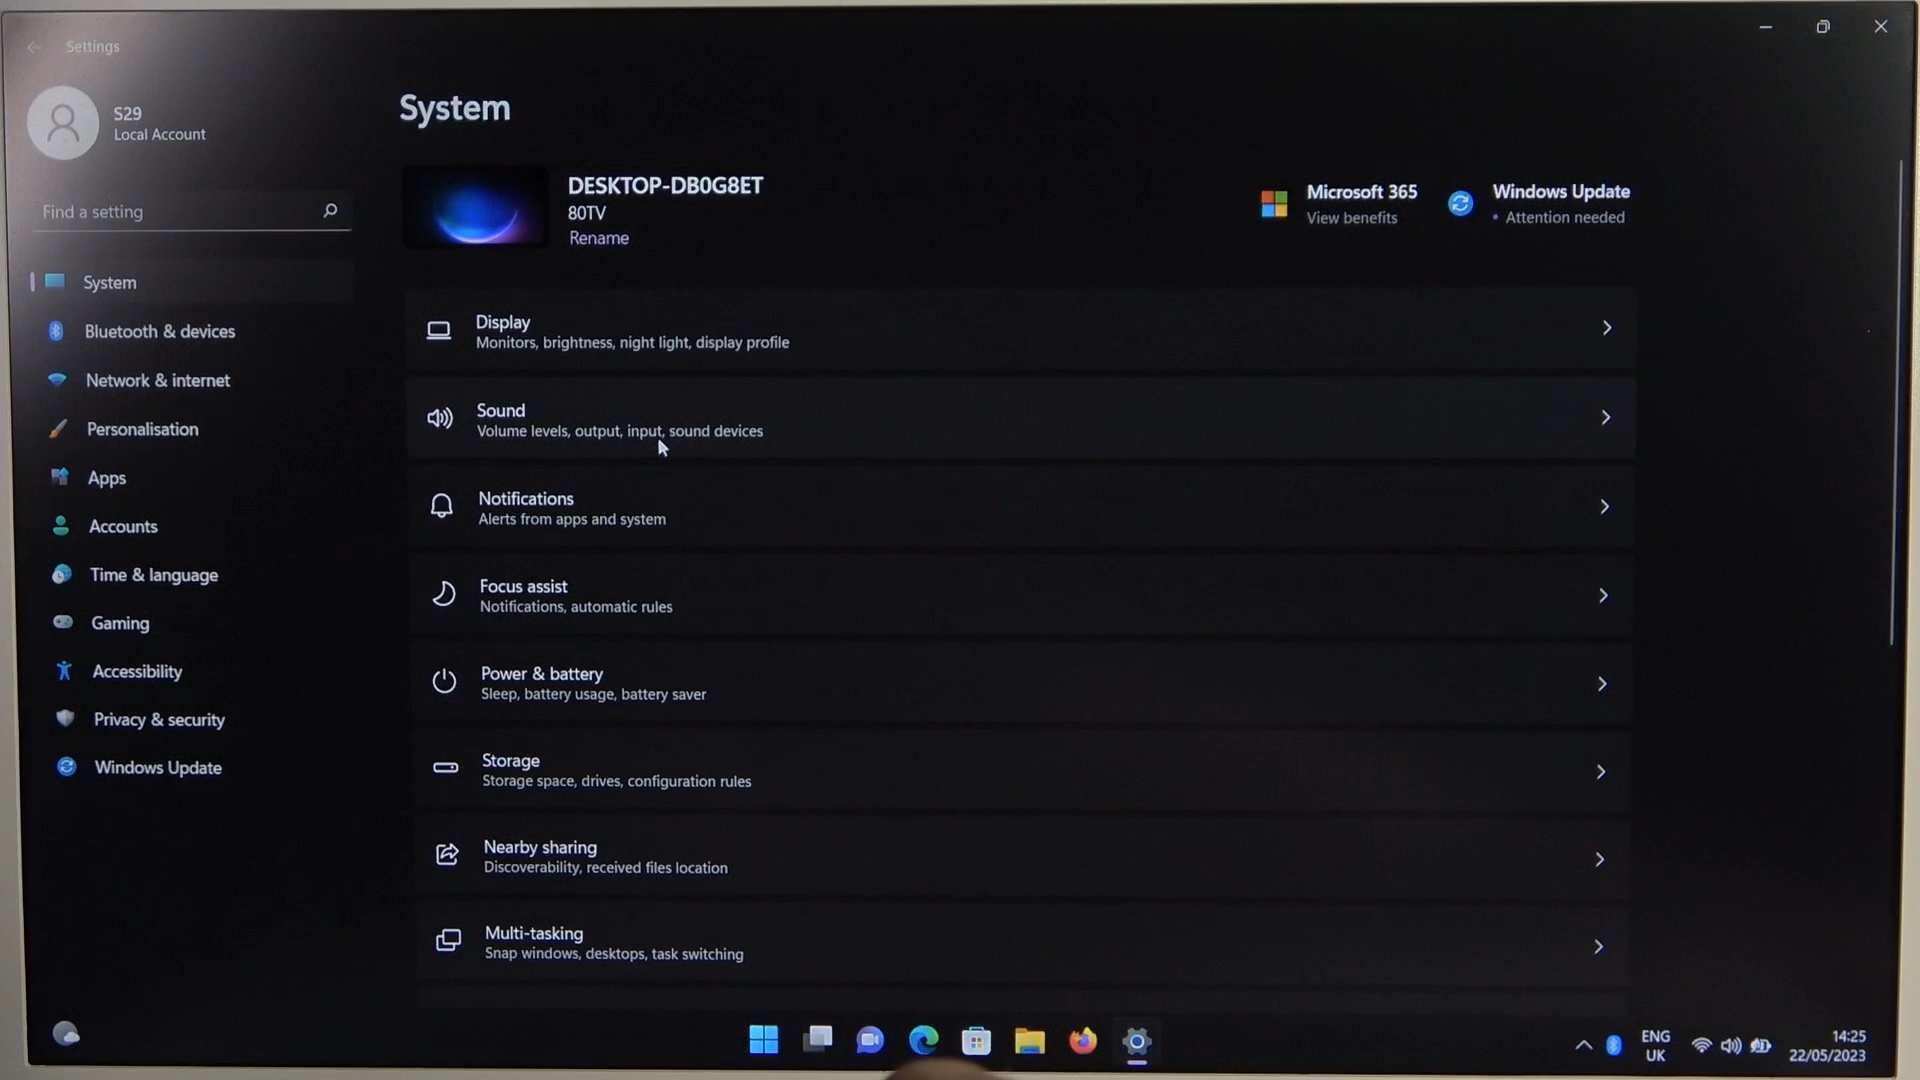 Settings
S29
Local Account
Find a setting
System
Bluetooth & devices
Network & internet
Personalisation
Apps
Accounts
Time & language
Gaming
Accessibility
Privacy & security
Windows Update
System
DESKTOP-DB0G8ET
80TV
Rename
Microsoft 365
View benefits
Windows Update
• Attention needed
Display
Monitors, brightness, night light, display profile
Sound
Volume levels, output, input, sound devices
Notifications
Alerts from apps and system
Focus assist
Notifications, automatic rules
Power & battery
Sleep, battery usage, battery saver
Storage
Storage space, drives, configuration rules
Nearby sharing
Discoverability, received files location
Multi-tasking
Snap windows, desktops, task switching
ENG
UK
14:25
22/05/2023